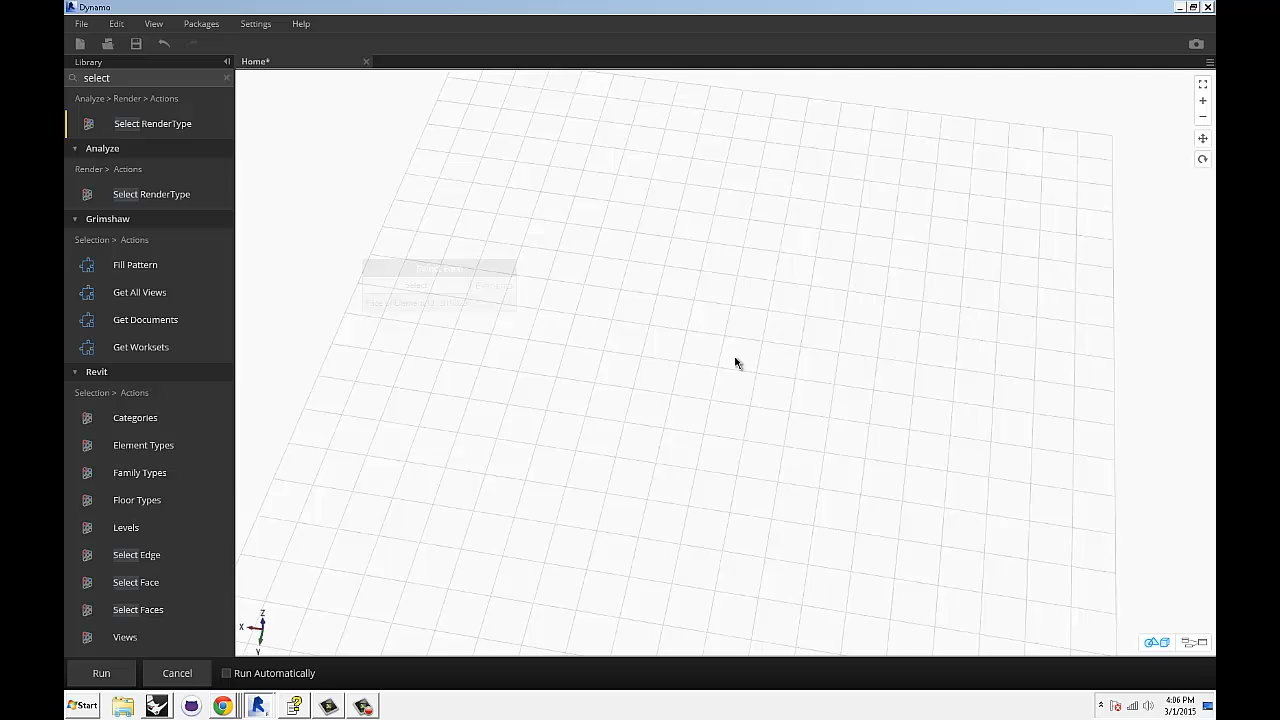 Dynamo
File Edit View Packages Settings Help
Library
Home*
select
Analyze > Render > Actions
Select RenderType
Analyze
Render > Actions
Select RenderType
Grimshaw
Selection > Actions
Fill Pattern
Get All Views
Get Documents
Get Worksets
Revit
Selection > Actions
Categories
Element Types
Family Types
Floor Types
Levels
Select Edge
Select Face
Select Faces
Views
Select Face
Select
Z
X
Y
Run Cancel Run Automatically
Start
4:06 PM
3/1/2015